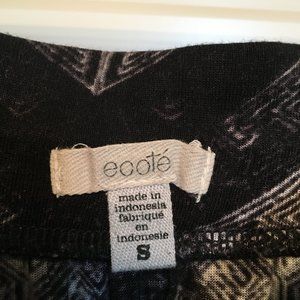 ecoté
made in
indonesia
fabriqué
en
indonesie
S